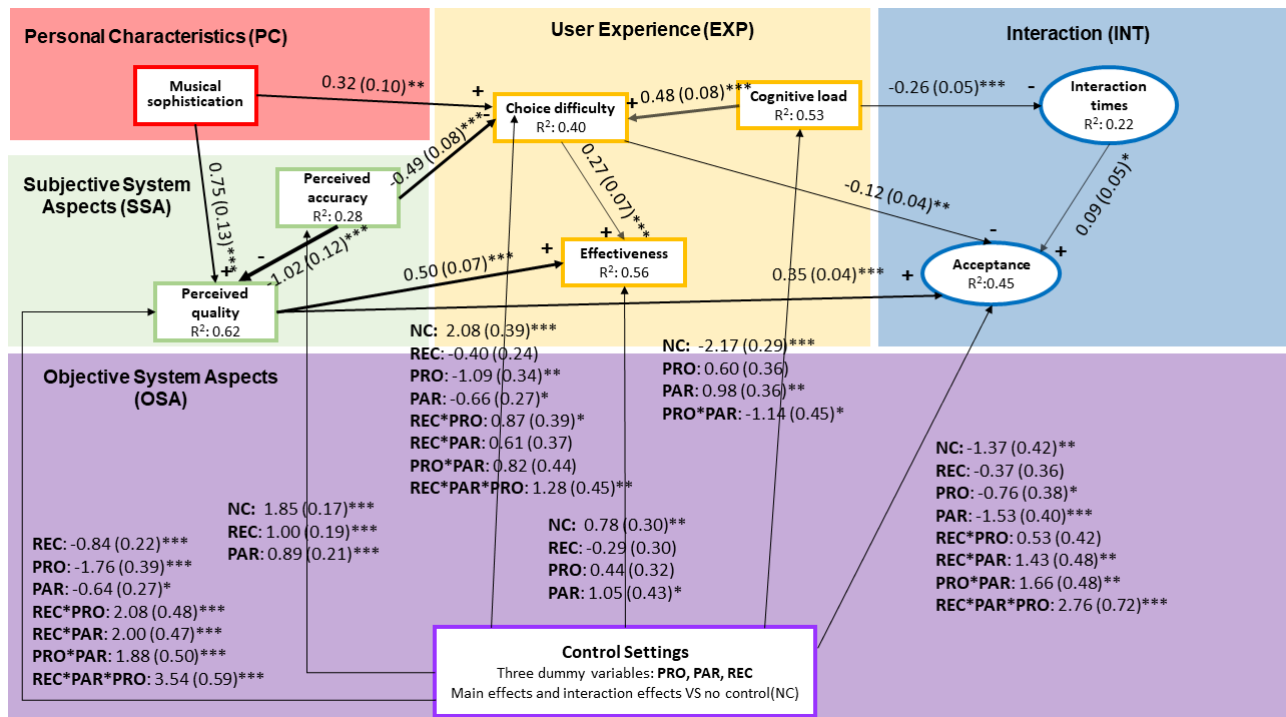 Personal Characteristics (PC)
User Experience (EXP)
Interaction (INT)
Musical
sophistication
0.32 (0.10)**
+
-
Choice difficulty
R²: 0.40
+
0.48 (0.08)***
Cognitive load
R²: 0.53
-0.26 (0.05)***
-
Interaction
times
R²: 0.22
0.75 (0.13)***
+
Subjective System
Aspects (SSA)
Perceived
accuracy
R²: 0.28
-0.49 (0.08)***
0.27 (0.07)***
+
-0.12 (0.04)**
-
0.09 (0.05)*
+
-
-1.02 (0.12)***
Perceived
quality
R²: 0.62
0.50 (0.07)***
+
Effectiveness
R²: 0.56
0.35 (0.04)***
+
Acceptance
R²:0.45
Objective System Aspects
(OSA)
NC: 2.08 (0.39)***
REC: -0.40 (0.24)
PRO: -1.09 (0.34)**
PAR: -0.66 (0.27)*
REC*PRO: 0.87 (0.39)*
REC*PAR: 0.61 (0.37)
PRO*PAR: 0.82 (0.44)
REC*PAR*PRO: 1.28 (0.45)**
NC: -2.17 (0.29)***
PRO: 0.60 (0.36)
PAR: 0.98 (0.36)**
PRO*PAR: -1.14 (0.45)*
NC: -1.37 (0.42)**
REC: -0.37 (0.36)
PRO: -0.76 (0.38)*
PAR: -1.53 (0.40)***
REC*PRO: 0.53 (0.42)
REC*PAR: 1.43 (0.48)**
PRO*PAR: 1.66 (0.48)**
REC*PAR*PRO: 2.76 (0.72)***
NC: 1.85 (0.17)***
REC: 1.00 (0.19)***
PAR: 0.89 (0.21)***
NC: 0.78 (0.30)**
REC: -0.29 (0.30)
PRO: 0.44 (0.32)
PAR: 1.05 (0.43)*
REC: -0.84 (0.22)***
PRO: -1.76 (0.39)***
PAR: -0.64 (0.27)*
REC*PRO: 2.08 (0.48)***
REC*PAR: 2.00 (0.47)***
PRO*PAR: 1.88 (0.50)***
REC*PAR*PRO: 3.54 (0.59)***
Control Settings
Three dummy variables: PRO, PAR, REC
Main effects and interaction effects VS no control(NC)